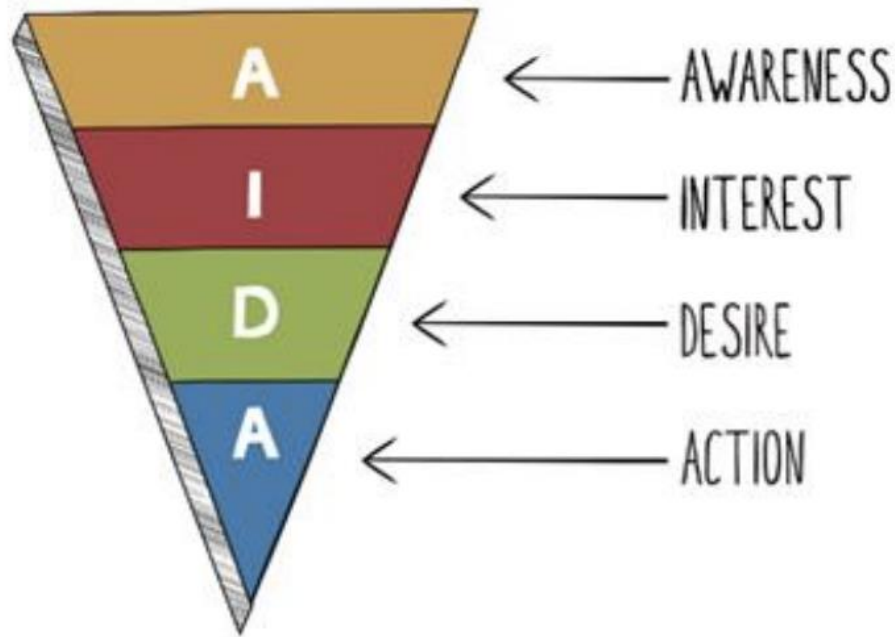 A
AWARENESS
I
INTEREST
D
DESIRE
A
ACTION